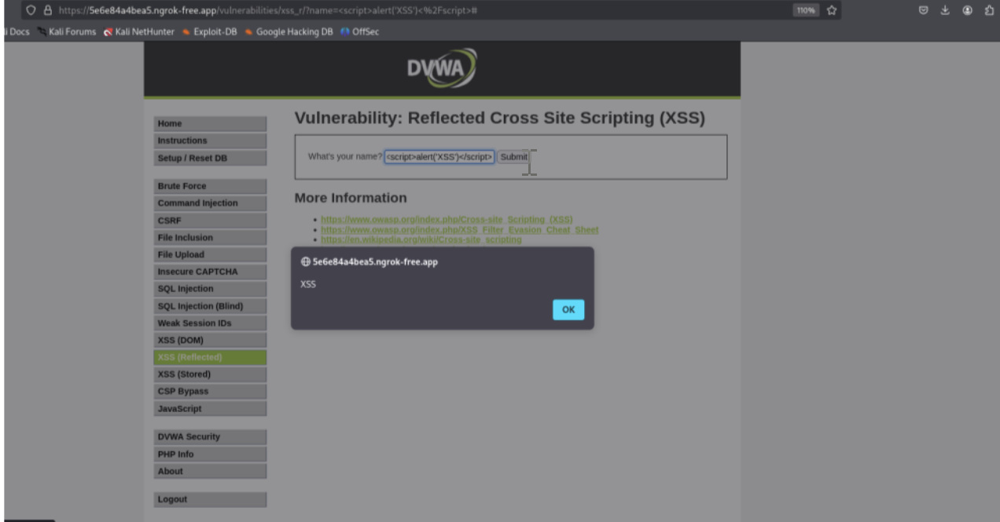 https://5e6e84a4bea5.ngrok-free.app/vulnerabilities/xss_r/?name=<script>alert('XSS')<%2Fscript>#
110%
li Docs Kali Forums Kali NetHunter Exploit-DB Google Hacking DB OffSec
DVWA
Home
Instructions
Setup / Reset DB
Brute Force
Command Injection
CSRF
File Inclusion
File Upload
Insecure CAPTCHA
SQL Injection
SQL Injection (Blind)
Weak Session IDs
XSS (DOM)
XSS (Reflected)
XSS (Stored)
CSP Bypass
JavaScript
DVWA Security
PHP Info
About
Logout
Vulnerability: Reflected Cross Site Scripting (XSS)
What's your name? <script>alert('XSS')</script> Submit
More Information
https://www.owasp.org/index.php/Cross-site_Scripting_(XSS)
https://www.owasp.org/index.php/XSS_Filter_Evasion_Cheat_Sheet
https://en.wikipedia.org/wiki/Cross-site_scripting
5e6e84a4bea5.ngrok-free.app
XSS
OK